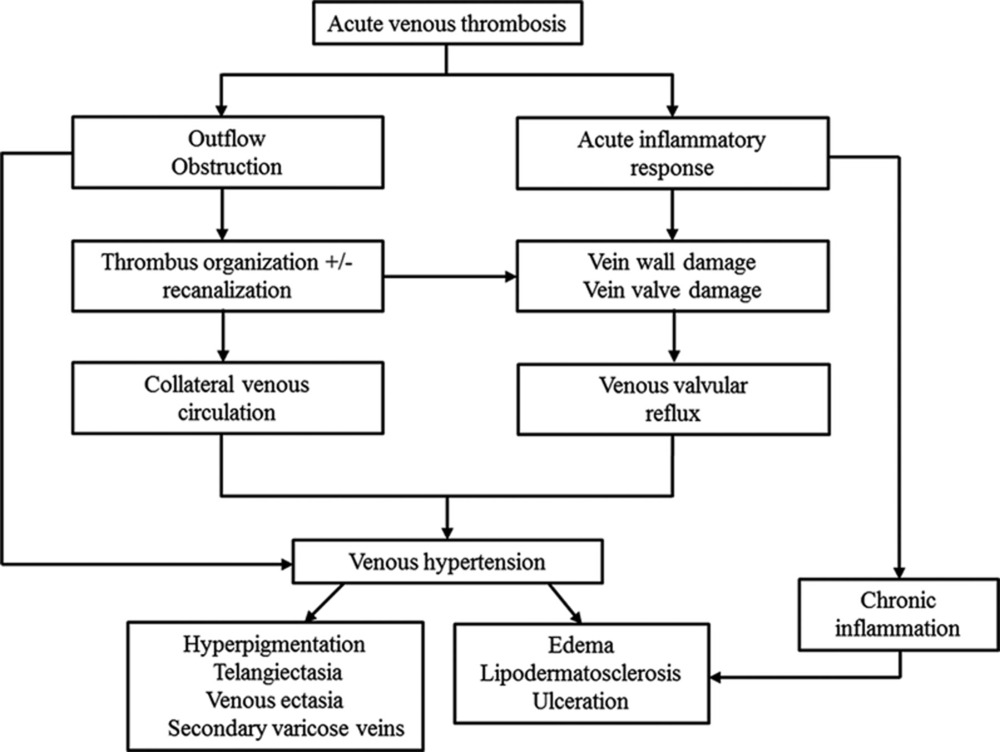 Acute venous thrombosis
Outflow
Obstruction
Acute inflammatory
response
Thrombus organization +/-
recanalization
Vein wall damage
Vein valve damage
Collateral venous
circulation
Venous valvular
reflux
Venous hypertension
Chronic
inflammation
Hyperpigmentation
Telangiectasia
Venous ectasia
Secondary varicose veins
Edema
Lipodermatosclerosis
Ulceration